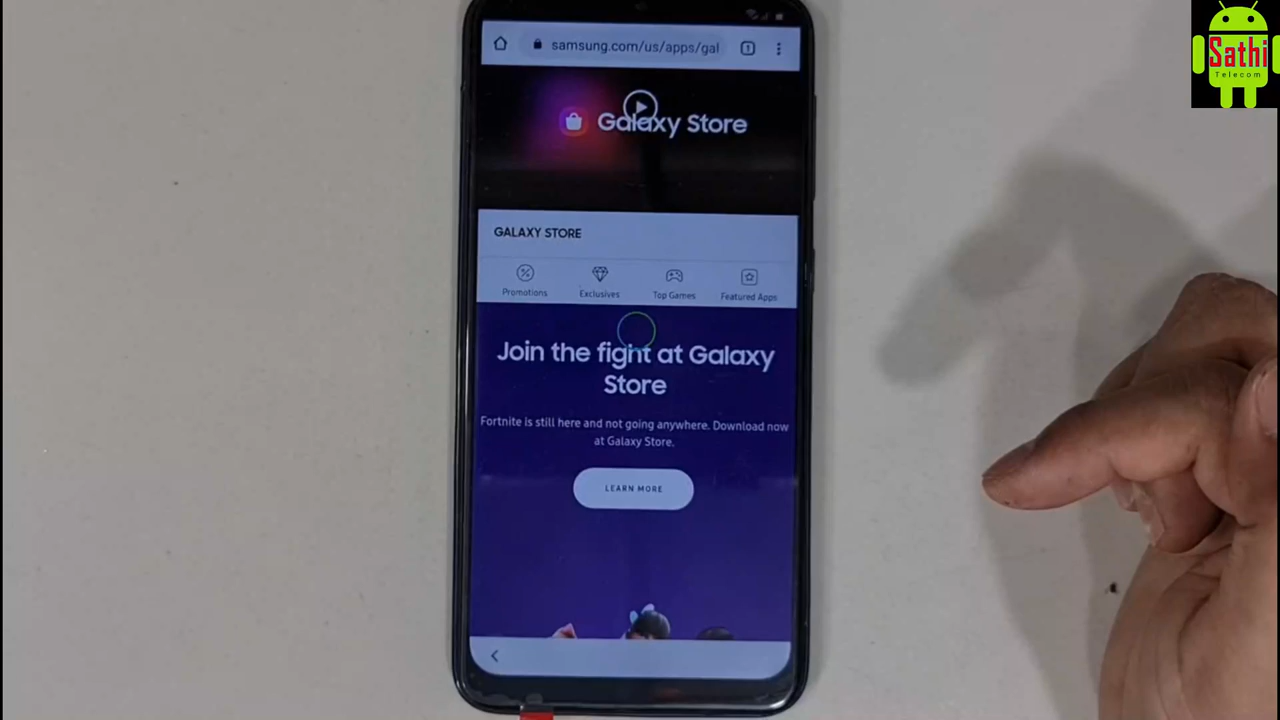 samsung.com/us/apps/gal
1
Galaxy Store
GALAXY STORE
Promotions
Exclusives
Top Games
Featured Apps
Join the fight at Galaxy
Store
Fortnite is still here and not going anywhere. Download now
at Galaxy Store.
LEARN MORE
Sathi
Telecom